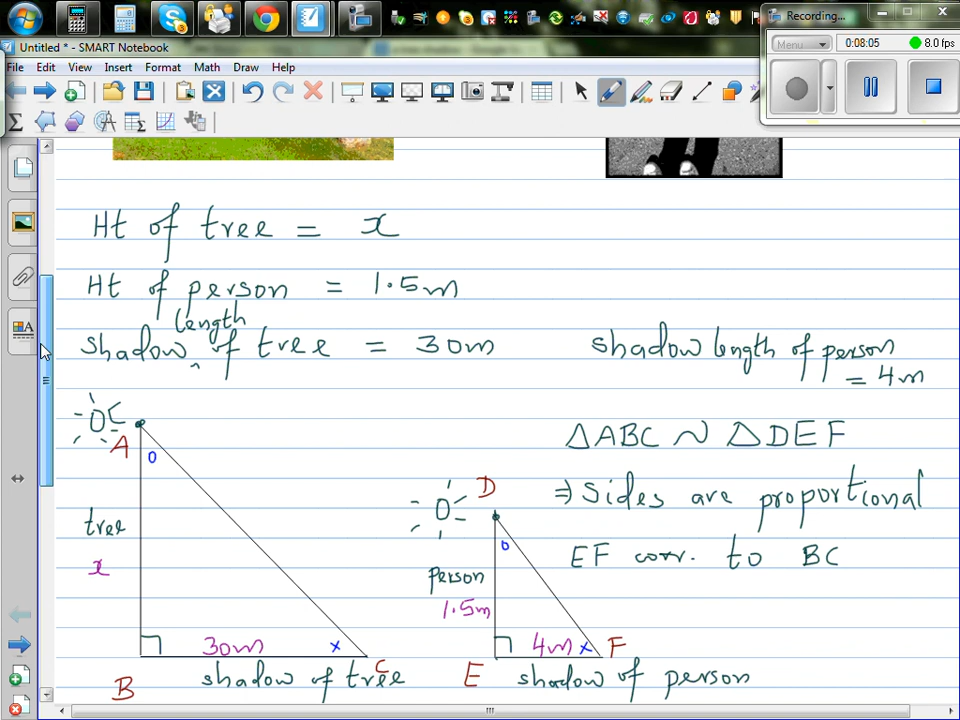 Recording...
Menu
0:08:05
8.0 fps
Untitled * - SMART Notebook
File Edit View Insert Format Math Draw Help
Ht of tree = x
Ht of person = 1.5m
length
shadow ‸ of tree = 30m
shadow length of person
= 4m
A
0
△ABC ~ △DEF
D
⇒ Sides are proportional
tree
0
EF corr. to BC
x
person
1.5m
30m
x
4m
x
F
B
shadow of tree
C
E
shadow of person